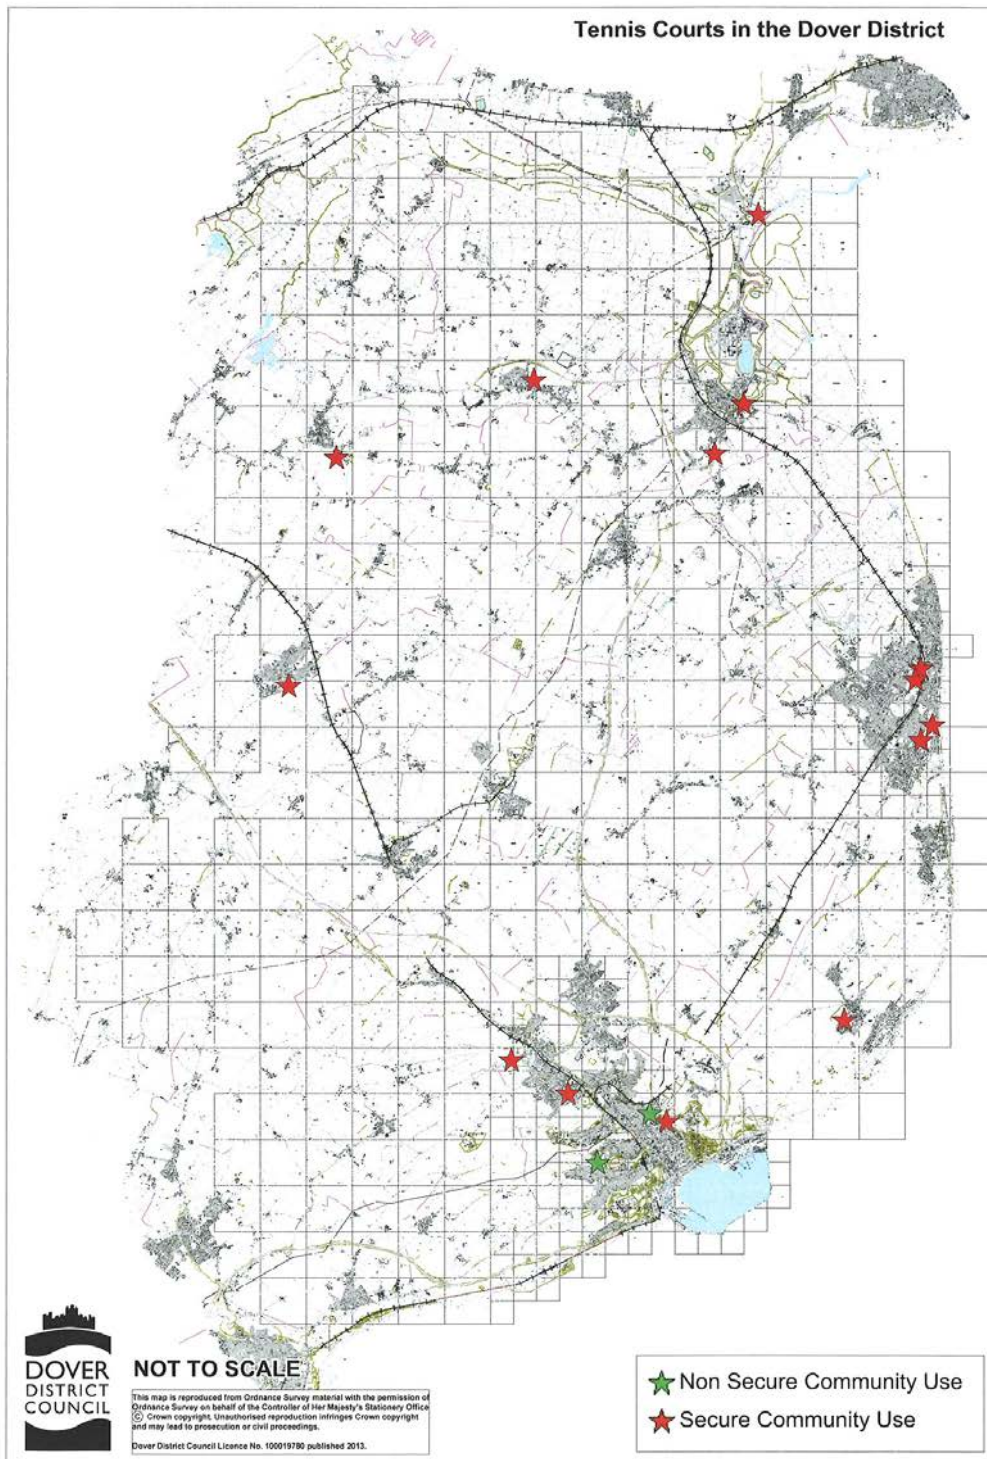 Tennis Courts in the Dover District
DOVER
DISTRICT
COUNCIL
NOT TO SCALE
This map is reproduced from Ordnance Survey material with the permission of
Ordnance Survey on behalf of the Controller of Her Majesty's Stationery Office
© Crown copyright. Unauthorised reproduction infringes Crown copyright
and may lead to prosecution or civil proceedings.
Dover District Council Licence No. 100019780 published 2013.
Non Secure Community Use
Secure Community Use